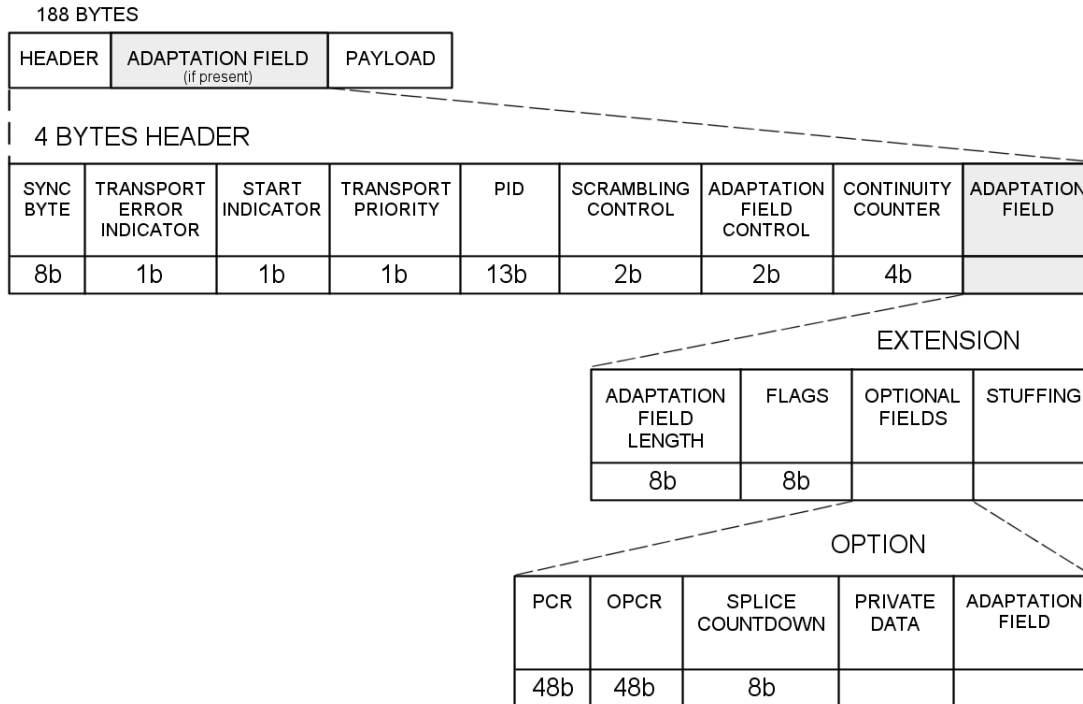 188 BYTES
HEADER ADAPTATION FIELD PAYLOAD
(if present)
4 BYTES HEADER
SYNC TRANSPORT START TRANSPORT PID SCRAMBLING ADAPTATION CONTINUITY ADAPTATION
BYTE ERROR INDICATOR PRIORITY CONTROL FIELD COUNTER FIELD
INDICATOR CONTROL
8b 1b 1b 1b 13b 2b 2b 4b
EXTENSION
ADAPTATION FLAGS OPTIONAL STUFFING
FIELD FIELDS
LENGTH
8b 8b
OPTION
PCR OPCR SPLICE PRIVATE ADAPTATION
COUNTDOWN DATA FIELD
48b 48b 8b